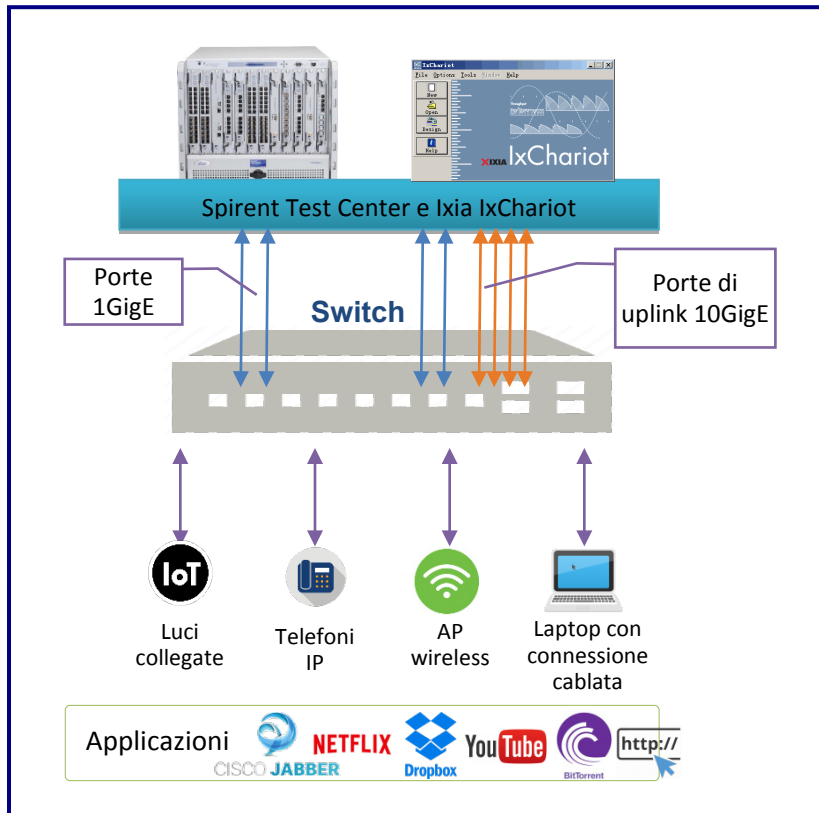 IxChariot
File Options Tools Window Help
New
Open
Design
Help
IXIA IxChariot
Spirent Test Center e Ixia IxChariot
Porte
1GigE
Porte di
uplink 10GigE
Switch
IoT
Luci
collegate
Telefoni
IP
AP
wireless
Laptop con
connessione
cablata
Applicazioni
CISCO JABBER
NETFLIX
Dropbox
YouTube
BitTorrent
http://